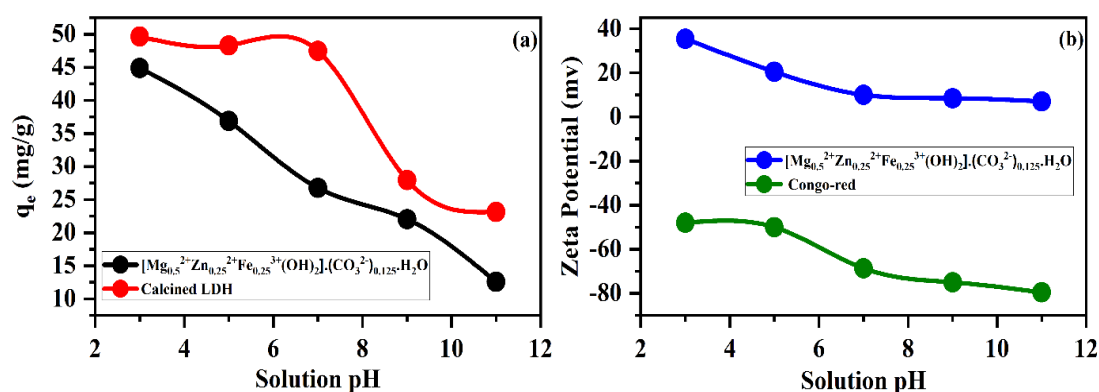 (a)
50
45
40
35
30
25
20
15
10
qₑ (mg/g)
[Mg₀.₅²⁺Zn₀.₂₅²⁺Fe₀.₂₅³⁺(OH)₂].(CO₃²⁻)₀.₁₂₅.H₂O
Calcined LDH
2 4 6 8 10 12
Solution pH
(b)
40
20
0
-20
-40
-60
-80
Zeta Potential (mv)
[Mg₀.₅²⁺Zn₀.₂₅²⁺Fe₀.₂₅³⁺(OH)₂].(CO₃²⁻)₀.₁₂₅.H₂O
Congo-red
2 4 6 8 10 12
Solution pH